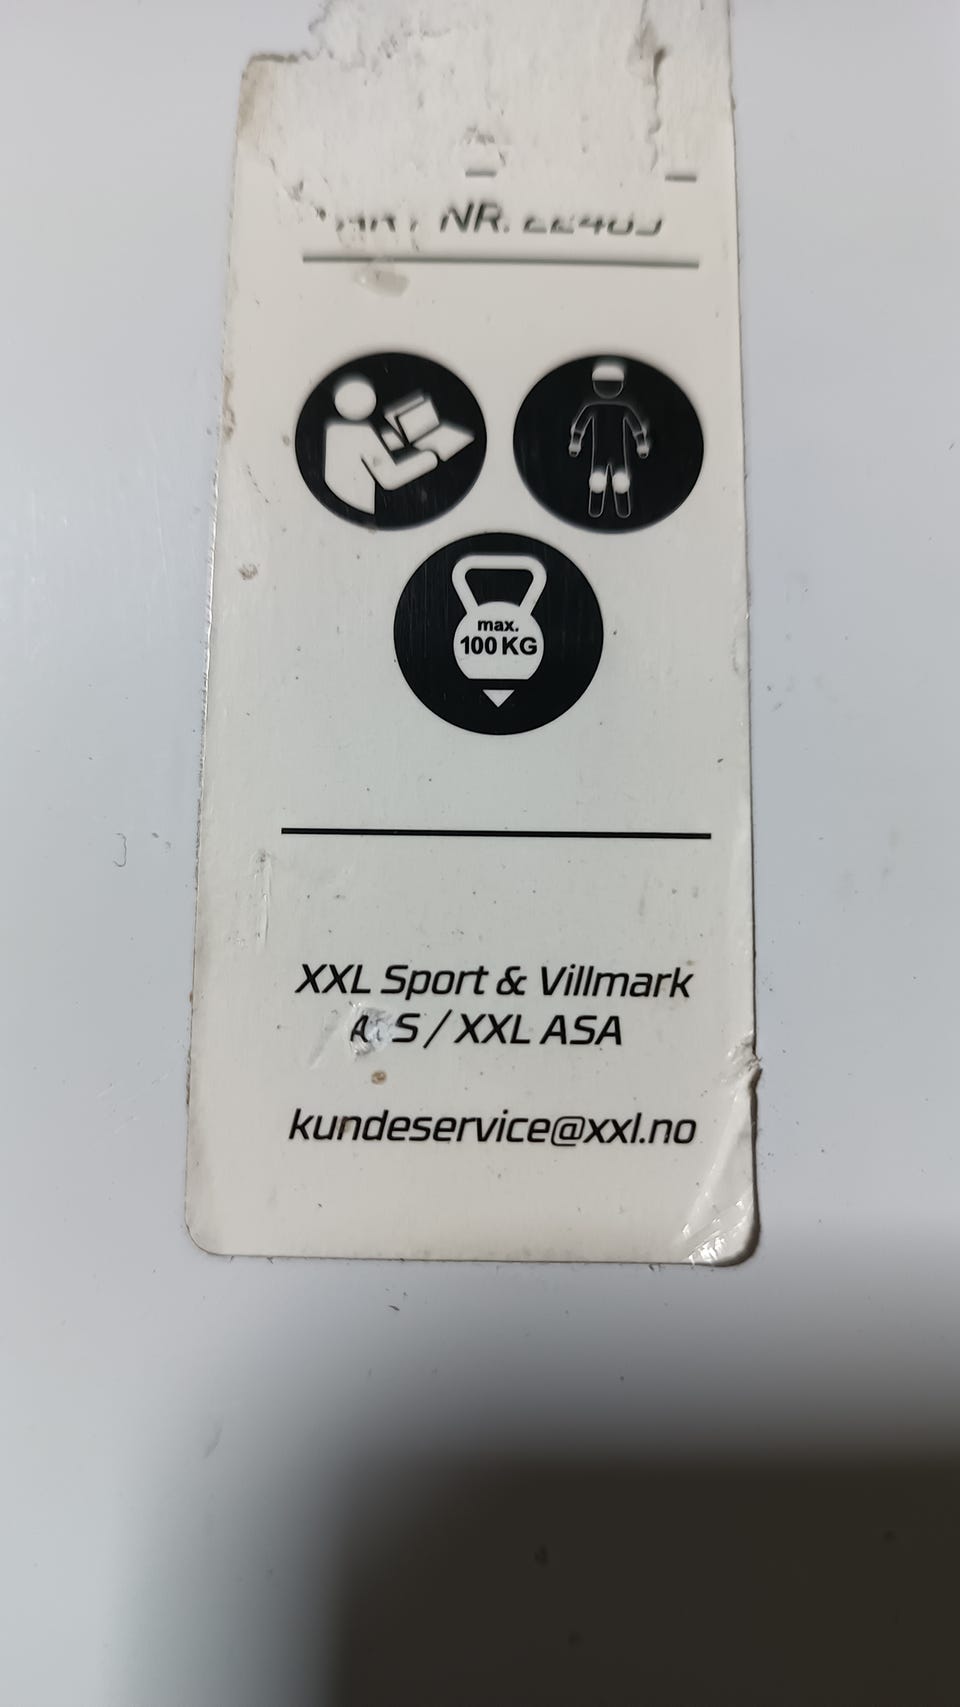 NR.
max.
100 KG
XXL Sport & Villmark
/ XXL ASA
kundeservice@xxl.no